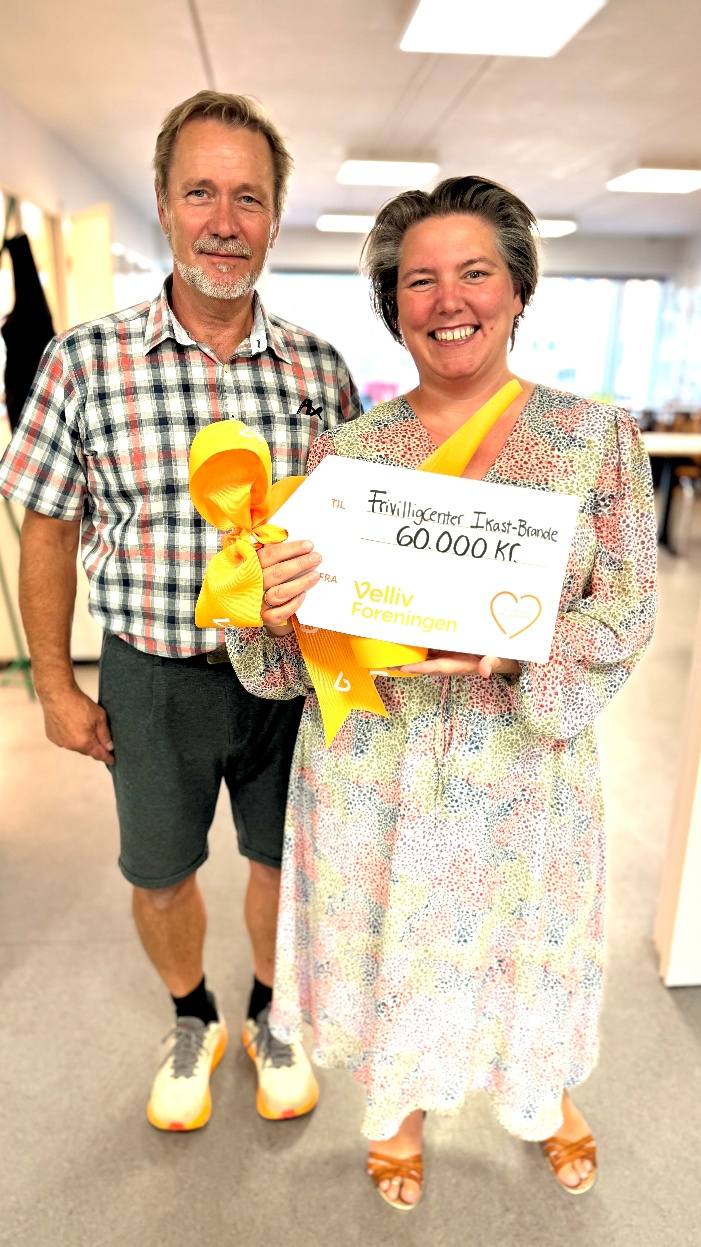 TIL Frivilligcenter Ikast-Brande
60.000 Kr.
FRA Velliv
Foreningen